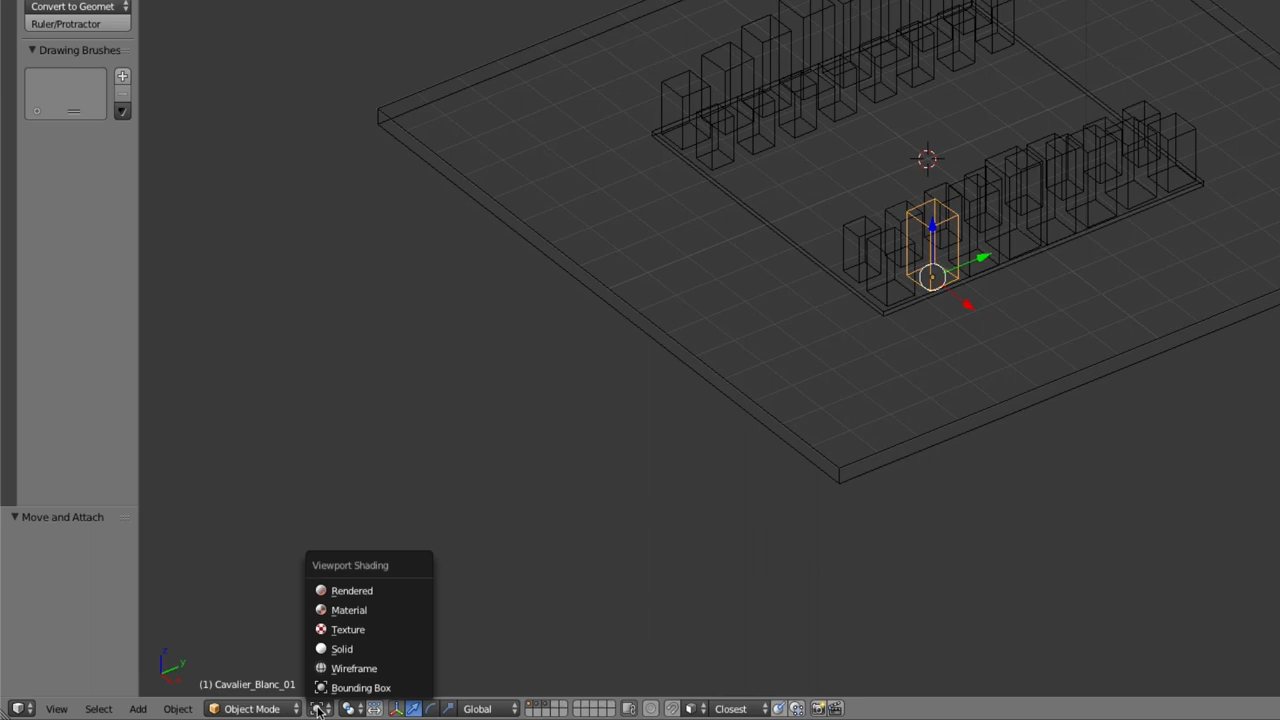 Convert to Geomet
Ruler/Protractor
Drawing Brushes
Move and Attach
Viewport Shading
Rendered
Material
Texture
Solid
Wireframe
Bounding Box
z
y
x
(1) Cavalier_Blanc_01
View
Select
Add
Object
Object Mode
Global
Closest